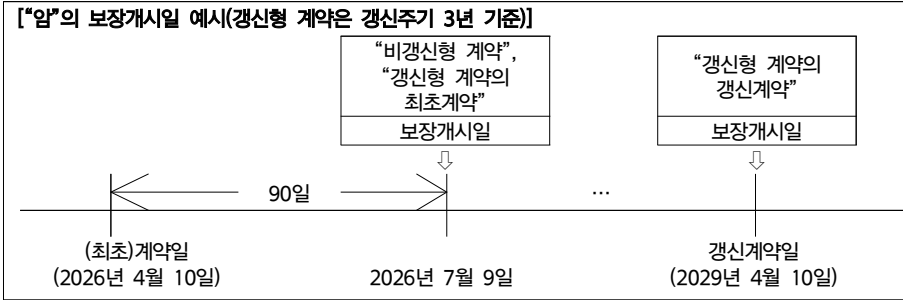 ["암"의 보장개시일 예시(갱신형 계약은 갱신주기 3년 기준)]
"비갱신형 계약",
"갱신형 계약의
최초계약"
보장개시일
"갱신형 계약의
갱신계약"
보장개시일
90일
…
(최초)계약일
(2026년 4월 10일)
2026년 7월 9일
갱신계약일
(2029년 4월 10일)